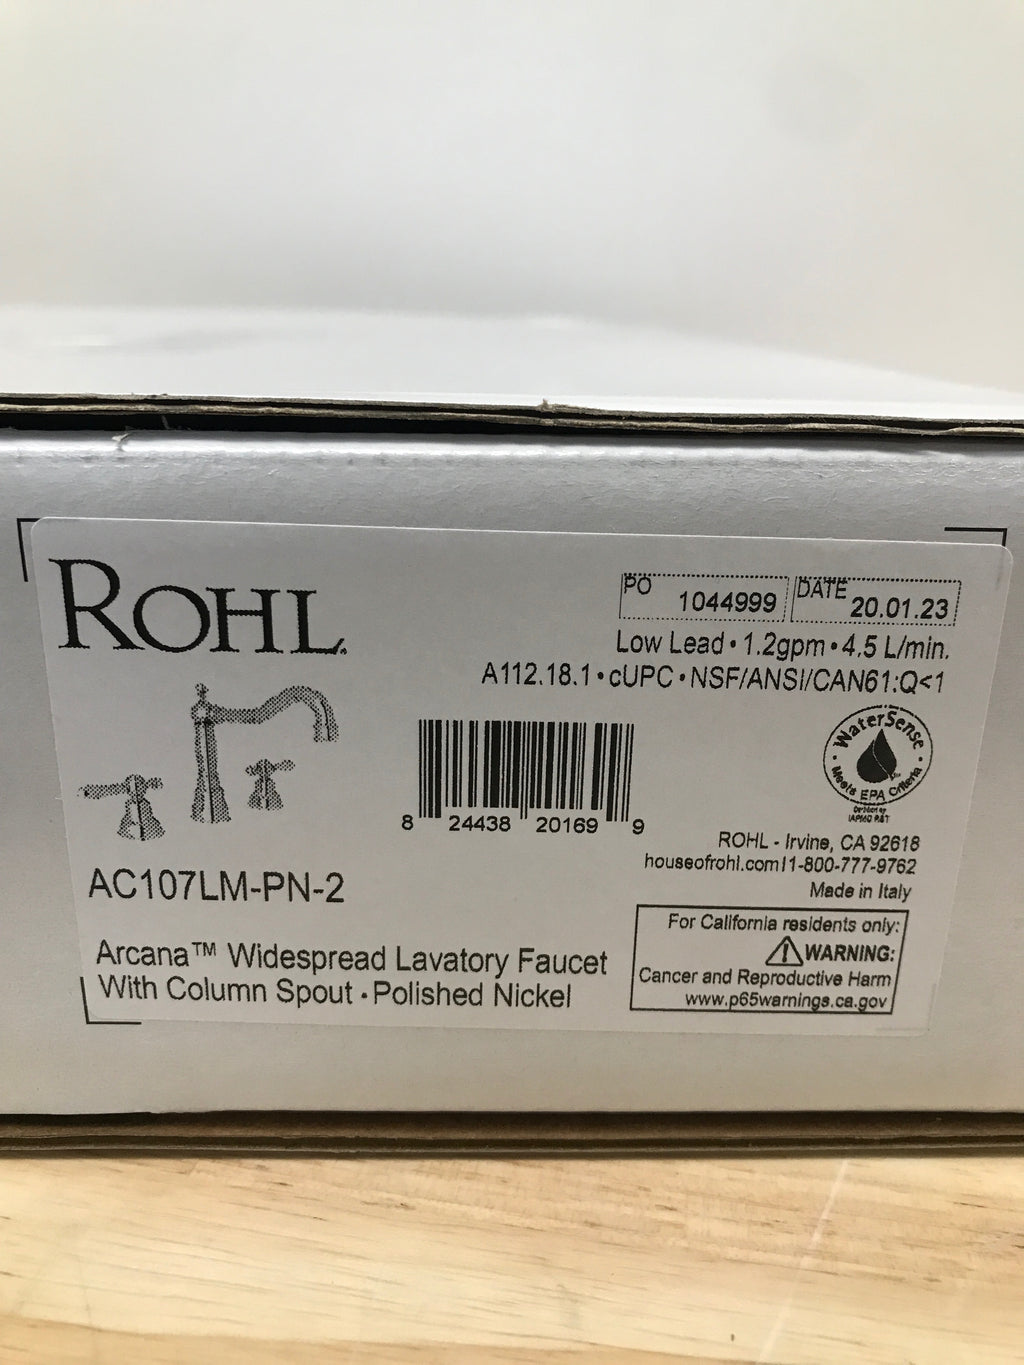 ROHL
PO 1044999 DATE 20.01.23
Low Lead • 1.2gpm • 4.5 L/min.
A112.18.1 • cUPC • NSF/ANSI/CAN61:Q<1
WaterSense
Meets EPA Criteria
Certified by
IAPMO R&T
8 24438 20169 9
ROHL - Irvine, CA 92618
houseofrohl.com|1-800-777-9762
Made in Italy
AC107LM-PN-2
Arcana™ Widespread Lavatory Faucet
With Column Spout • Polished Nickel
For California residents only:
⚠WARNING:
Cancer and Reproductive Harm
www.p65warnings.ca.gov